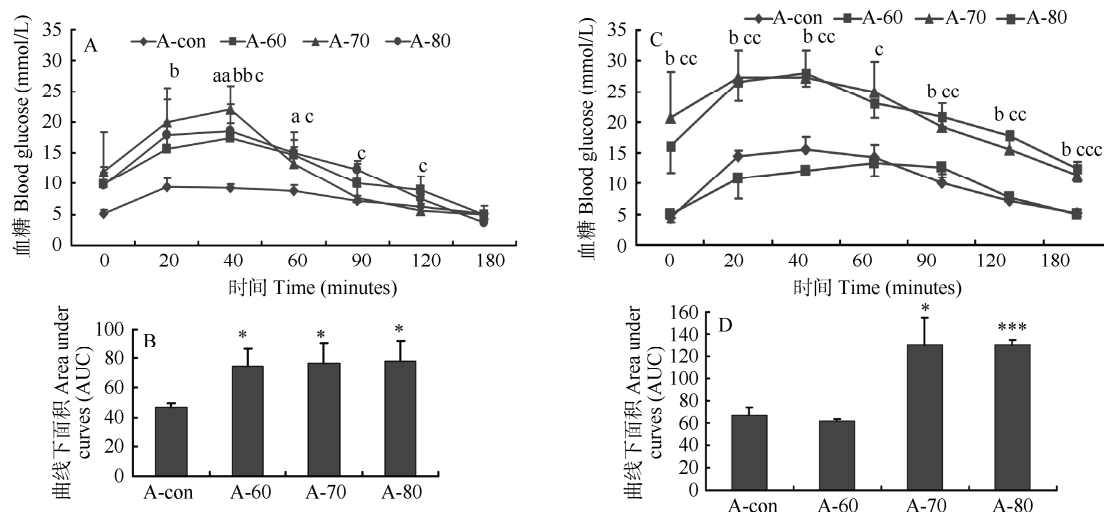 A
A-con A-60 A-70 A-80
血糖 Blood glucose (mmol/L)
35
30
25
20
15
10
5
0
b
aabbc
a c
c
c
0 20 40 60 90 120 180
时间 Time (minutes)
C
A-con A-60 A-70 A-80
血糖 Blood glucose (mmol/L)
35
30
25
20
15
10
5
0
b cc
b cc
b cc
c
b cc
b cc
b ccc
0 20 40 60 90 120 180
时间 Time (minutes)
B
曲线下面积 Area under
curves (AUC)
100
80
60
40
20
0
*
*
*
A-con A-60 A-70 A-80
D
曲线下面积 Area under
curves (AUC)
160
140
120
100
80
60
40
20
0
*
***
A-con A-60 A-70 A-80